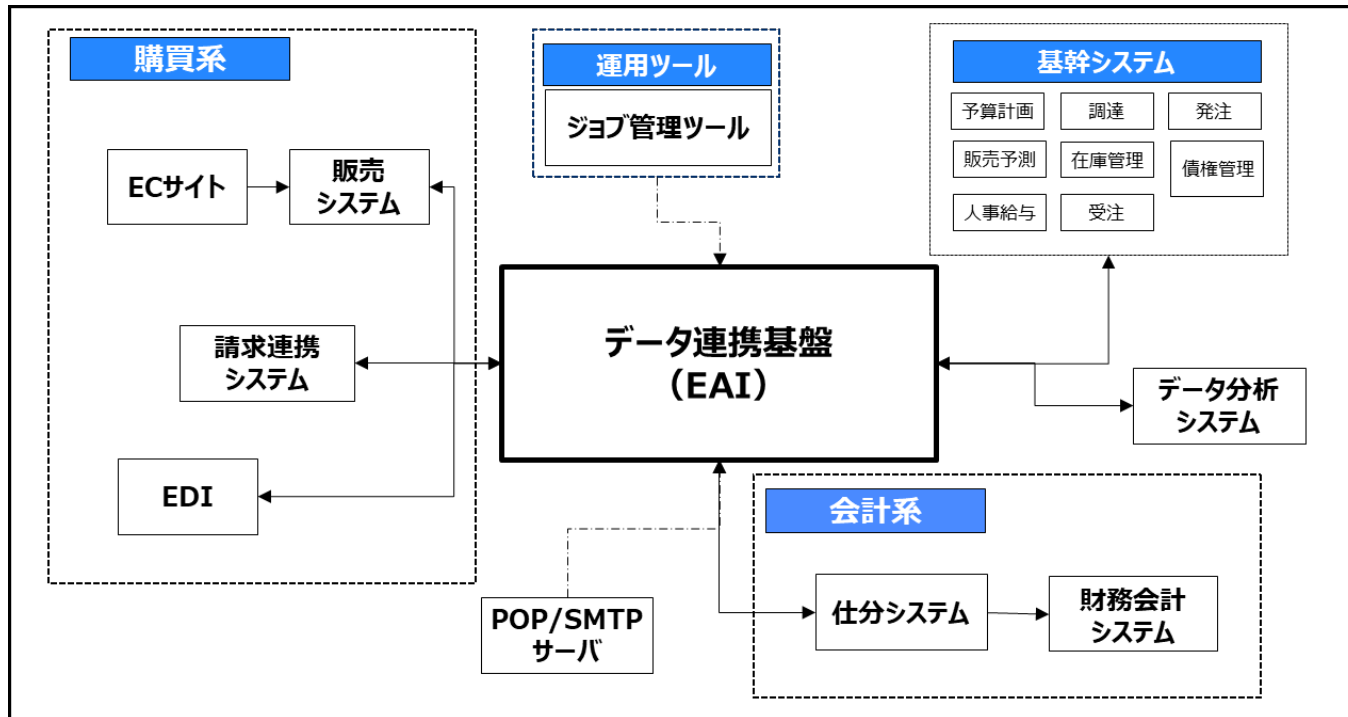 購買系
ECサイト
販売
システム
請求連携
システム
EDI
運用ツール
ジョブ管理ツール
基幹システム
予算計画
調達
発注
販売予測
在庫管理
債権管理
人事給与
受注
データ連携基盤
（EAI）
データ分析
システム
POP/SMTP
サーバ
会計系
仕分システム
財務会計
システム